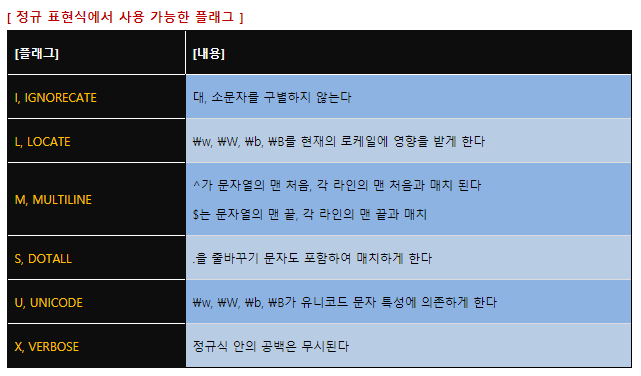 [ 정규 표현식에서 사용 가능한 플래그 ]
[플래그] [내용]
I, IGNORECATE 대, 소문자를 구별하지 않는다
L, LOCATE ₩w, ₩W, ₩b, ₩B를 현재의 로케일에 영향을 받게 한다
M, MULTILINE ^가 문자열의 맨 처음, 각 라인의 맨 처음과 매치 된다
$는 문자열의 맨 끝, 각 라인의 맨 끝과 매치
S, DOTALL .을 줄바꾸기 문자도 포함하여 매치하게 한다
U, UNICODE ₩w, ₩W, ₩b, ₩B가 유니코드 문자 특성에 의존하게 한다
X, VERBOSE 정규식 안의 공백은 무시된다